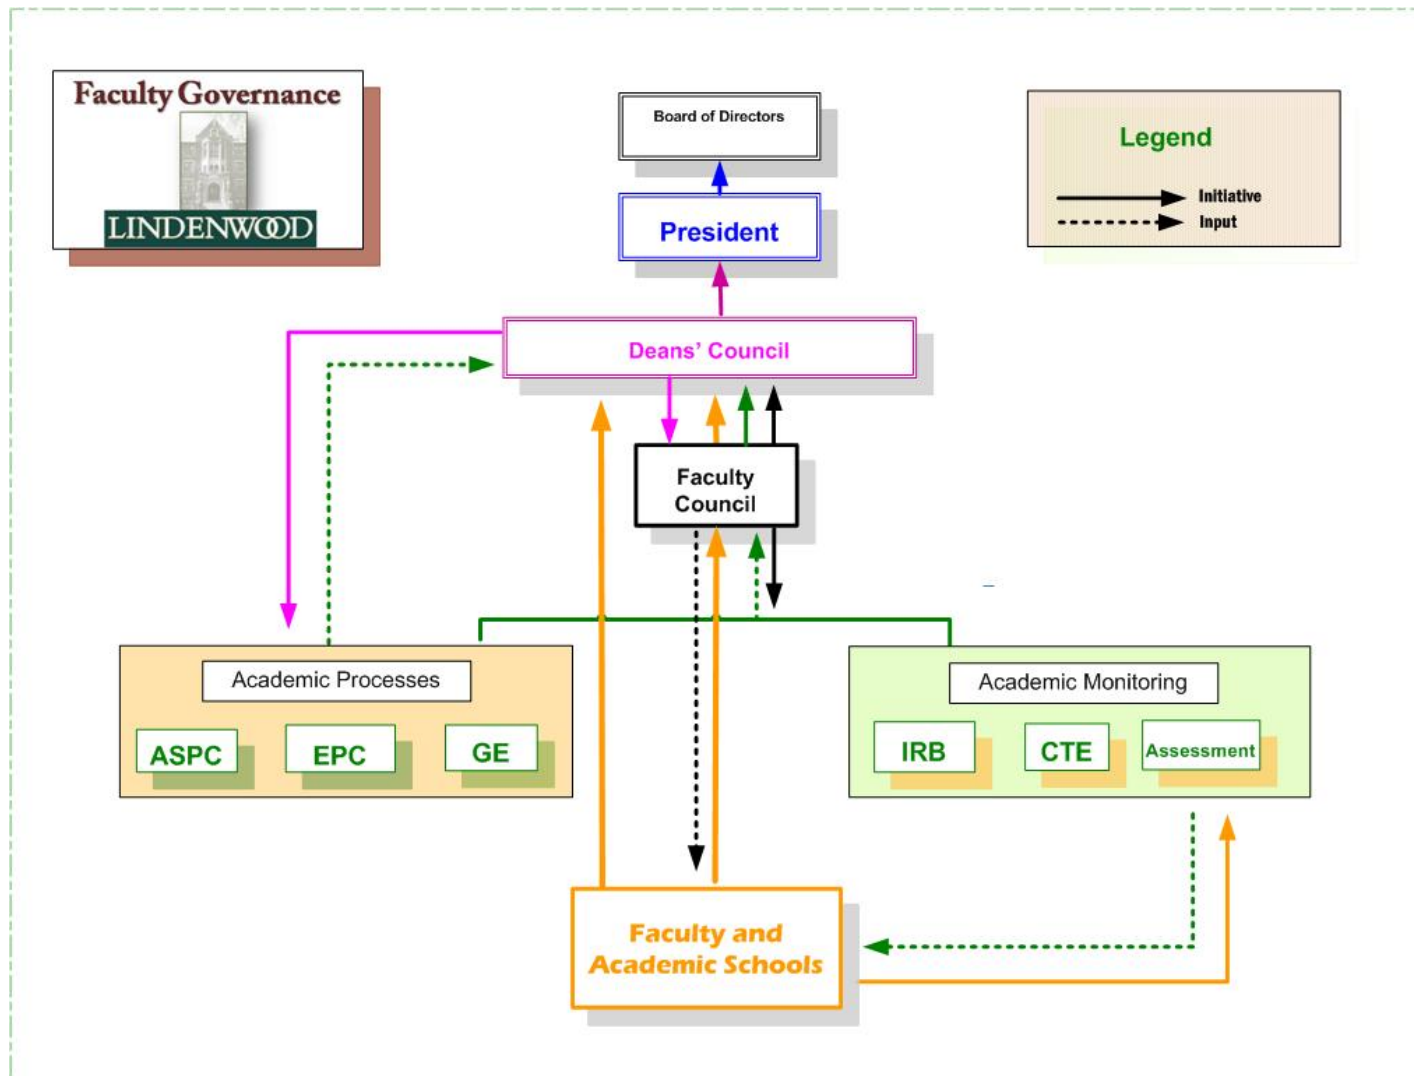 Faculty Governance
LINDENWOOD
Board of Directors
Legend
Initiative
Input
President
Deans' Council
Faculty
Council
Academic Processes
ASPC
EPC
GE
Academic Monitoring
IRB
CTE
Assessment
Faculty and
Academic Schools